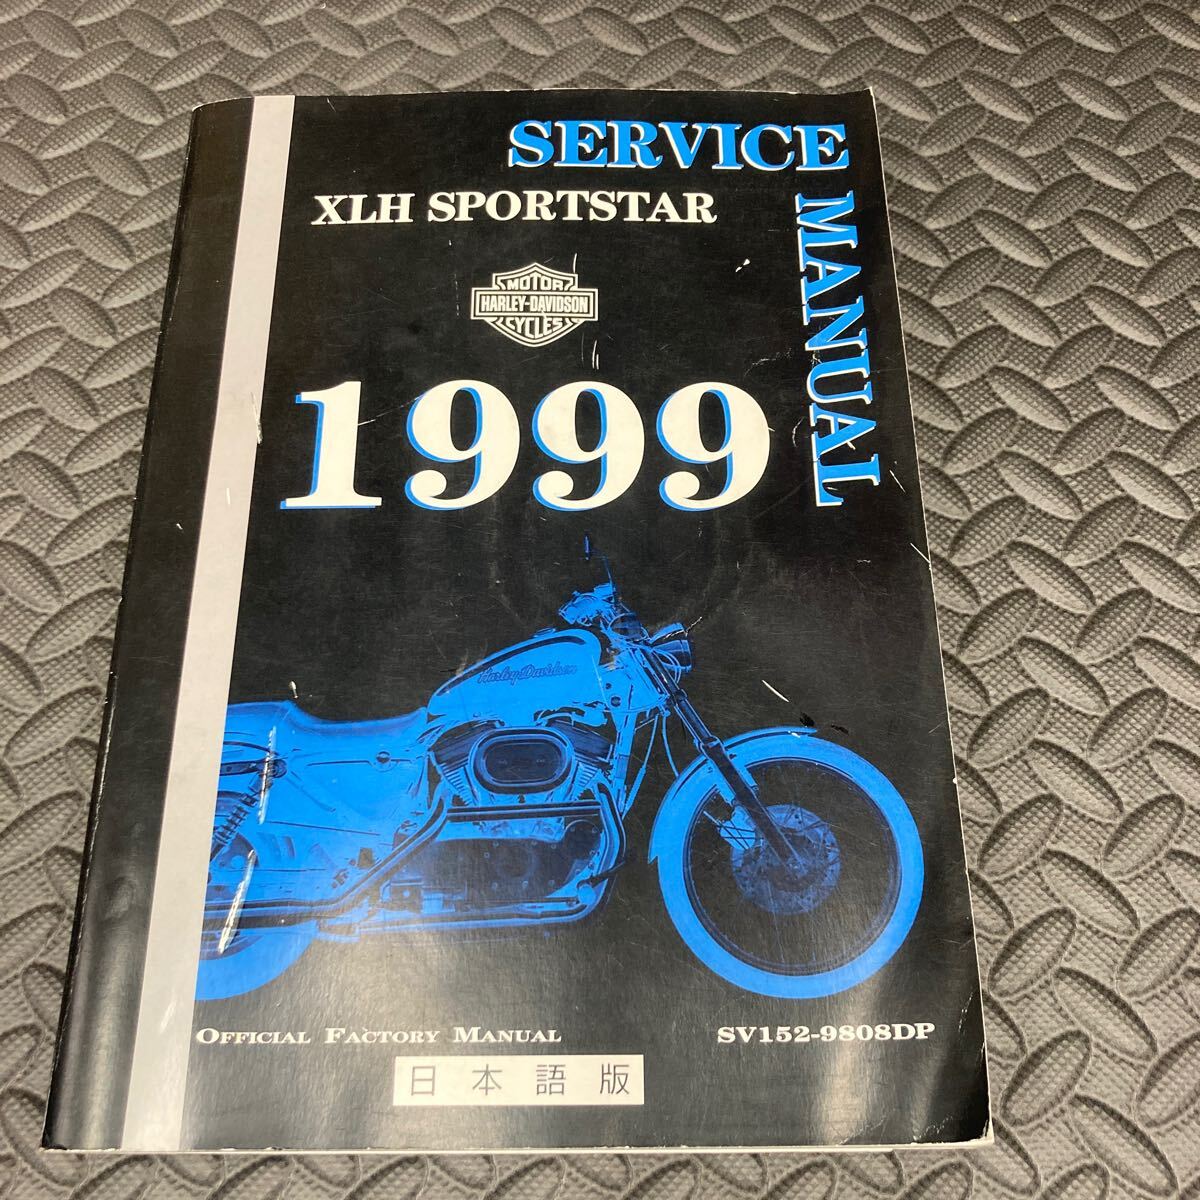 SERVICE
MANUAL
XLH SPORTSTAR
MOTOR
HARLEY-DAVIDSON
CYCLES
1999
Harley-Davidson
OFFICIAL FACTORY MANUAL
SV152-9808DP
日本語版